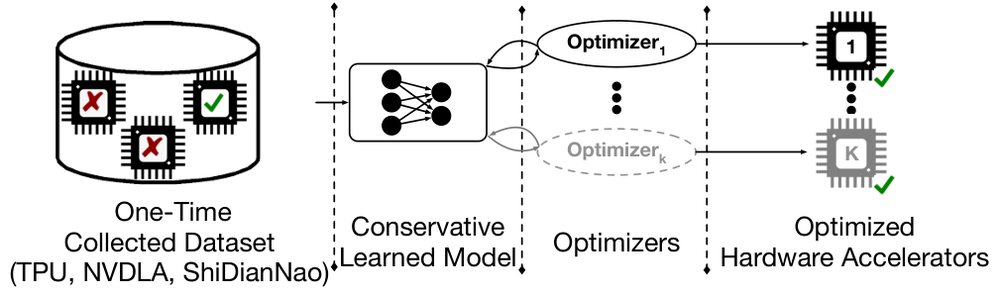 Optimizer1
1
Optimizerk
K
One-Time
Collected Dataset
(TPU, NVDLA, ShiDianNao)
Conservative
Learned Model
Optimizers
Optimized
Hardware Accelerators